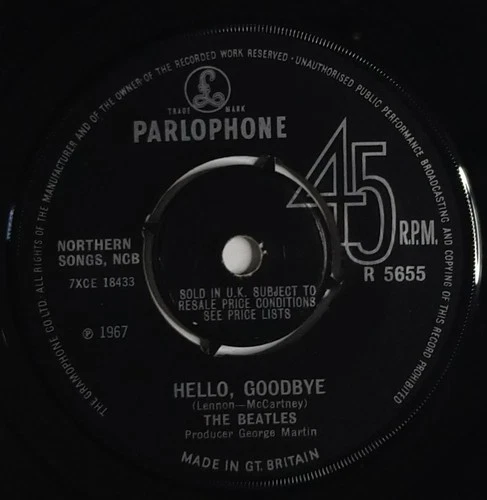 THE GRAMOPHONE CO LTD. ALL RIGHTS OF THE MANUFACTURER AND OF THE OWNER OF THE RECORDED WORK RESERVED · UNAUTHORISED PUBLIC PERFORMANCE BROADCASTING AND COPYING OF THIS RECORD PROHIBITED
£
TRADE MARK
PARLOPHONE
45 R.P.M.
NORTHERN
SONGS, NCB
R 5655
7XCE 18433
SOLD IN U.K. SUBJECT TO
RESALE PRICE CONDITIONS,
SEE PRICE LISTS
℗ 1967
HELLO, GOODBYE
(Lennon—McCartney)
THE BEATLES
Producer George Martin
MADE IN GT. BRITAIN